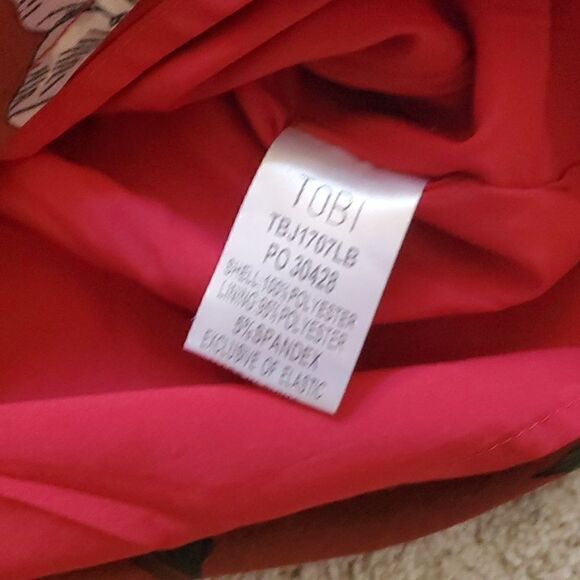 TOBI
TBJ1707LB
PO 30428
SHELL:100%POLYESTER
LINING:95%POLYESTER
5%SPANDEX
EXCLUSIVE OF ELASTIC